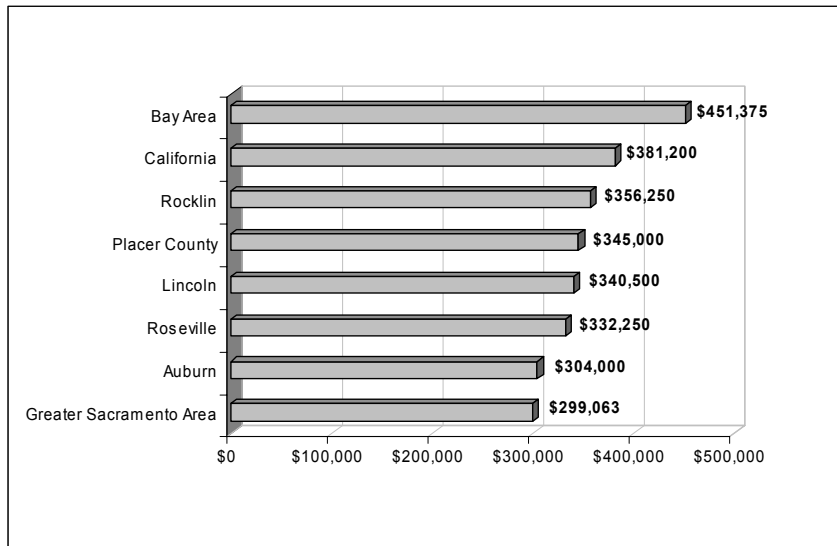 Bay Area $451,375
California $381,200
Rocklin $356,250
Placer County $345,000
Lincoln $340,500
Roseville $332,250
Auburn $304,000
Greater Sacramento Area $299,063
$0 $100,000 $200,000 $300,000 $400,000 $500,000